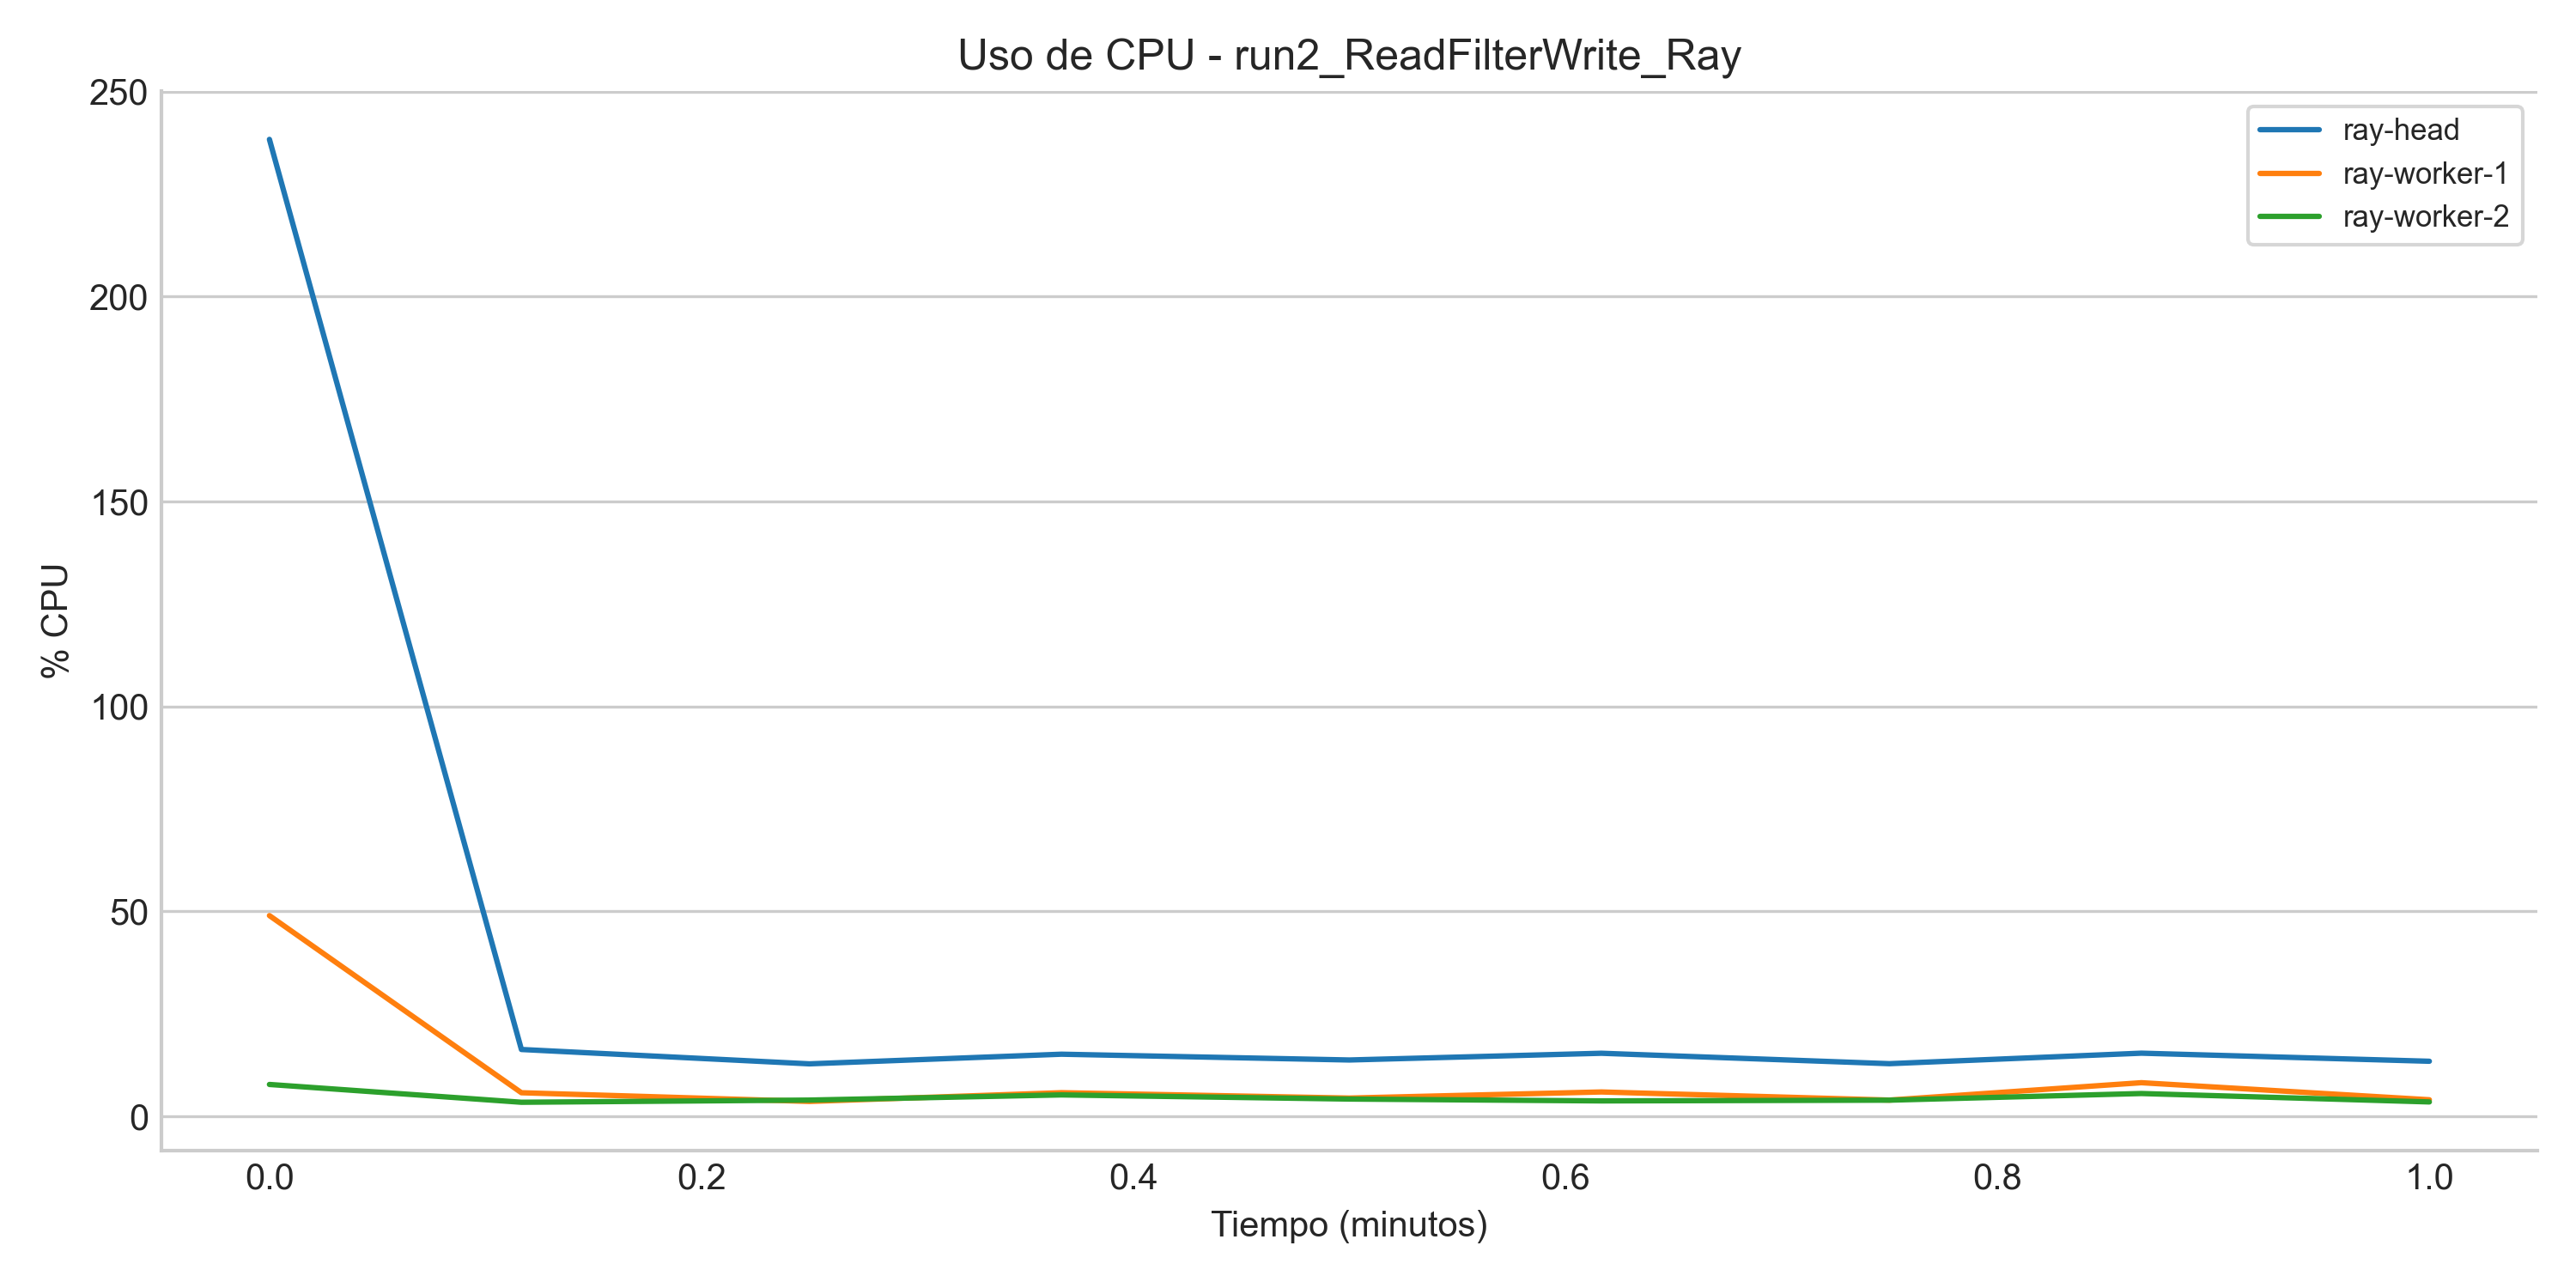 Uso de CPU - run2_ReadFilterWrite_Ray
250
200
150
100
50
0
% CPU
ray-head
ray-worker-1
ray-worker-2
0.0 0.2 0.4 0.6 0.8 1.0
Tiempo (minutos)